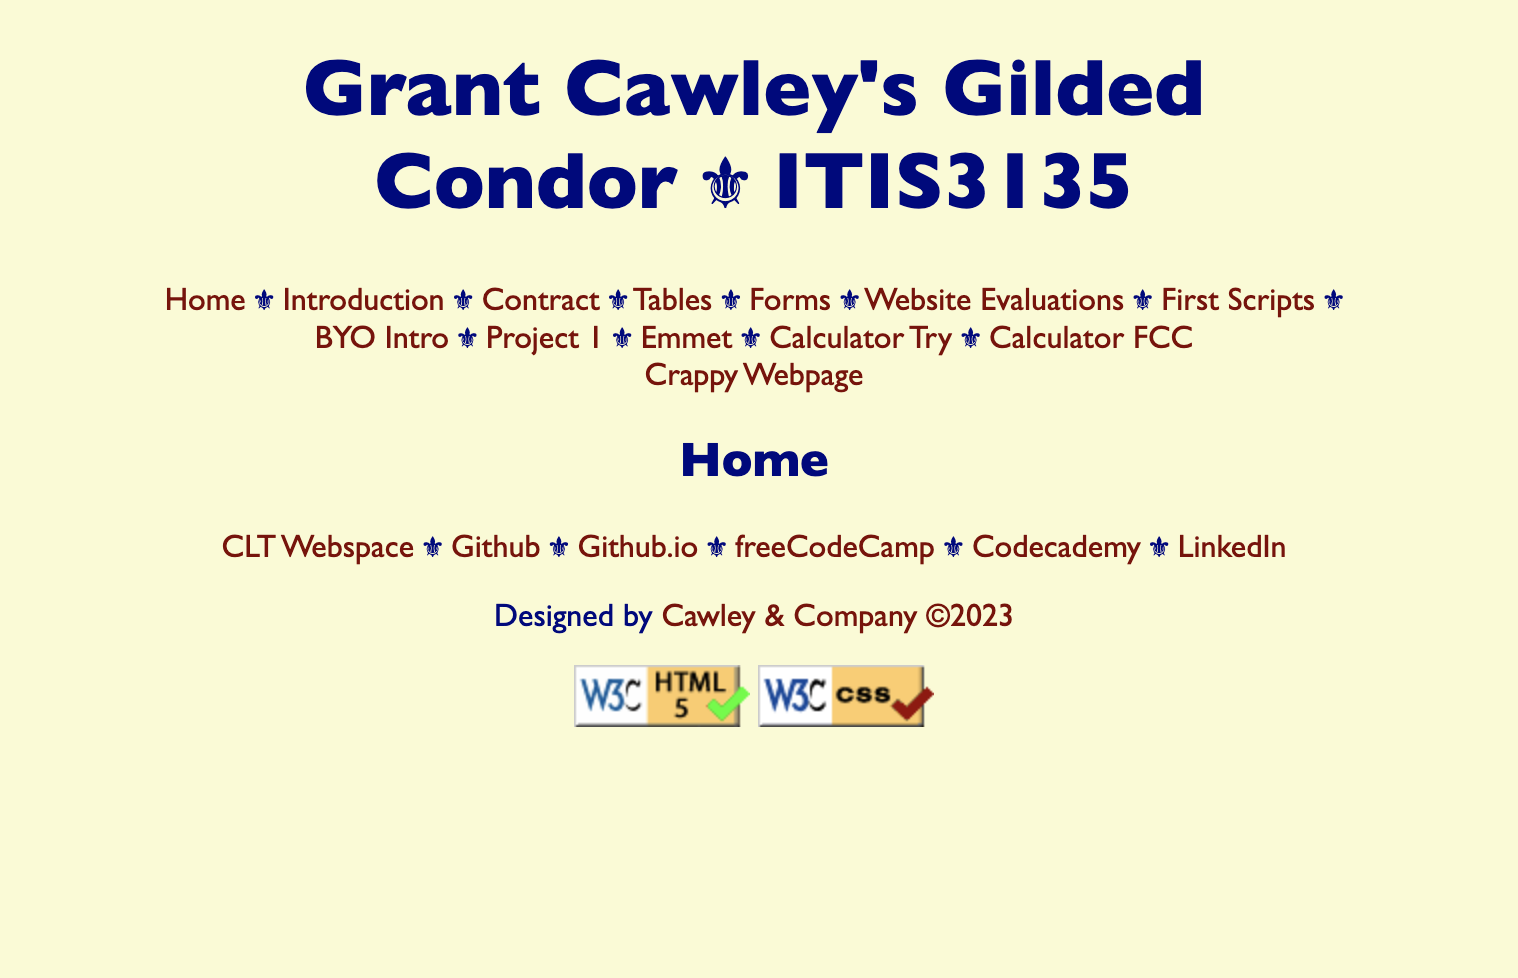 Grant Cawley's Gilded
Condor ⚜ ITIS3135
Home ⚜ Introduction ⚜ Contract ⚜ Tables ⚜ Forms ⚜ Website Evaluations ⚜ First Scripts ⚜
BYO Intro ⚜ Project 1 ⚜ Emmet ⚜ Calculator Try ⚜ Calculator FCC
Crappy Webpage
Home
CLT Webspace ⚜ Github ⚜ Github.io ⚜ freeCodeCamp ⚜ Codecademy ⚜ LinkedIn
Designed by Cawley & Company ©2023
W3C HTML 5 W3C css